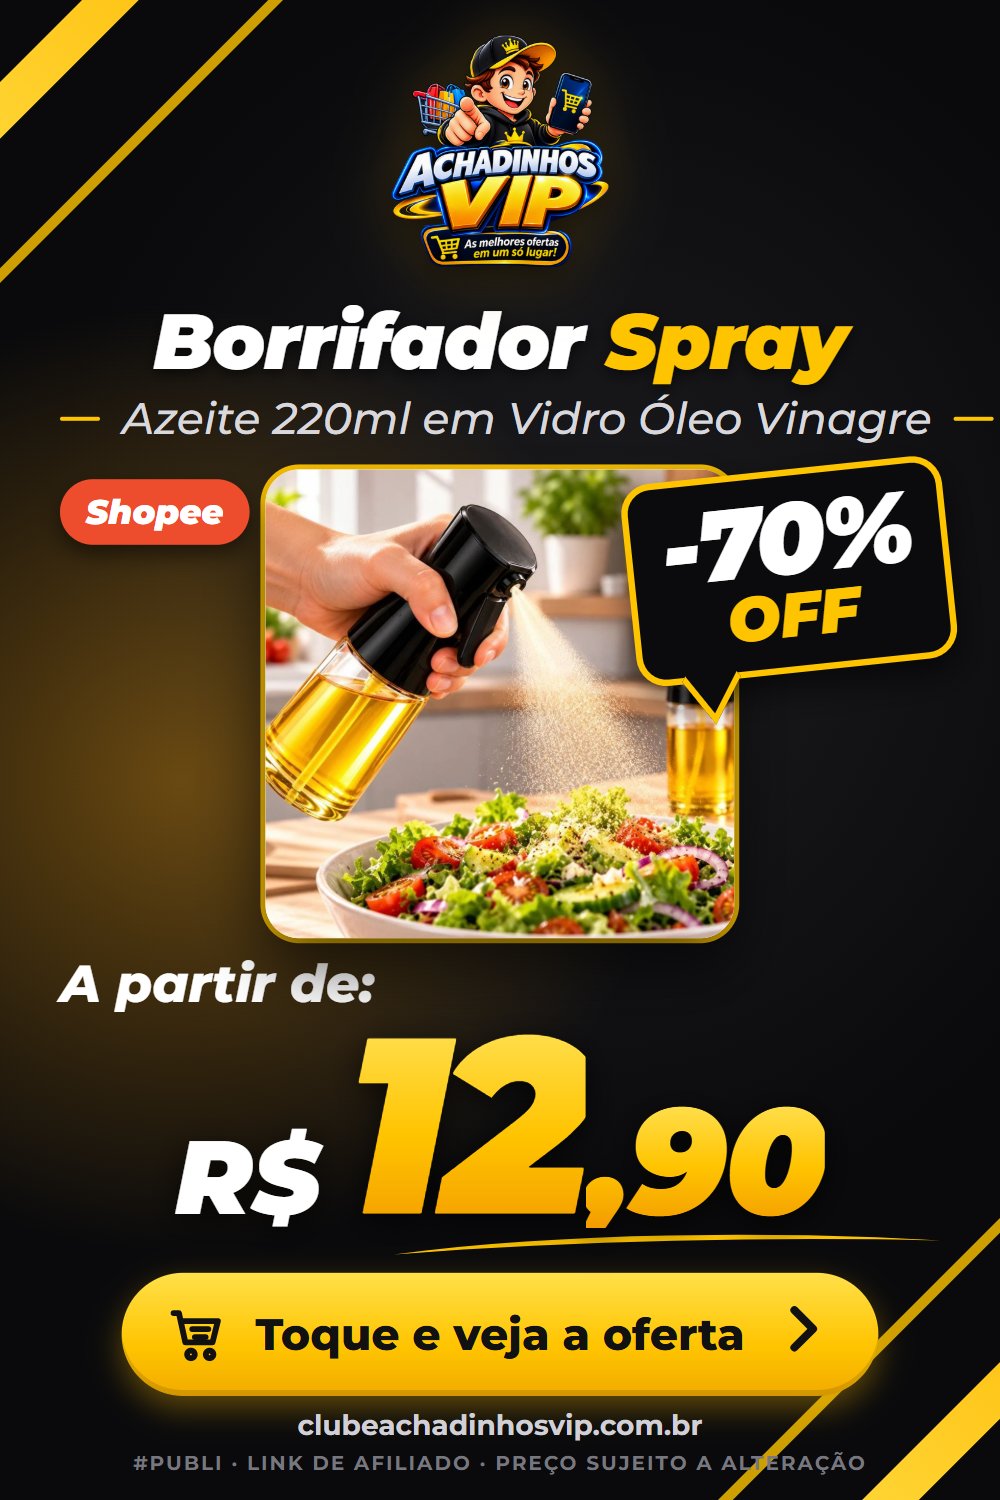 ACHADINHOS
VIP
As melhores ofertas
em um só lugar!
Borrifador Spray
Azeite 220ml em Vidro Óleo Vinagre
Shopee
-70%
OFF
A partir de:
R$ 12,90
Toque e veja a oferta
clubeachadinhosvip.com.br
#PUBLI · LINK DE AFILIADO · PREÇO SUJEITO A ALTERAÇÃO